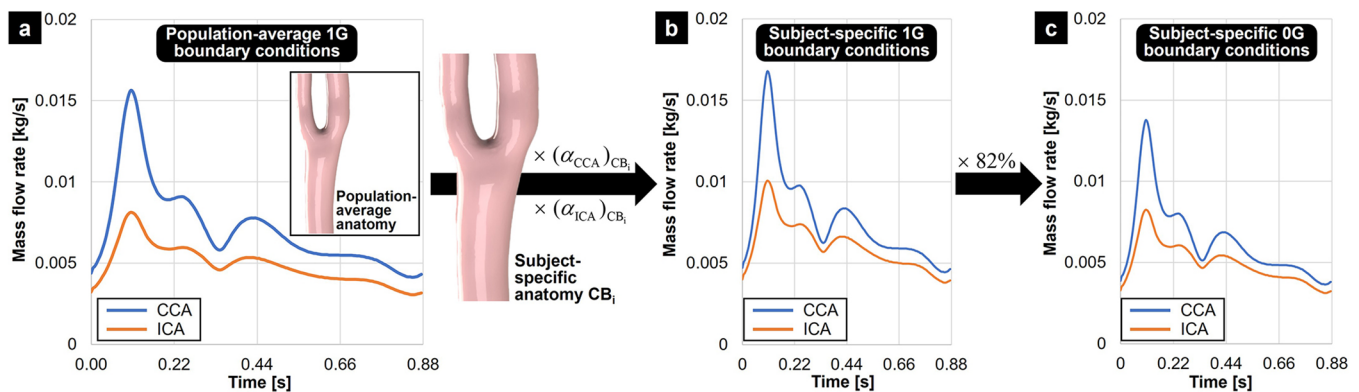 a
Population-average 1G
boundary conditions
Mass flow rate [kg/s]
0.02
0.015
0.01
0.005
0
0.00
0.22
0.44
0.66
0.88
Time [s]
CCA
ICA
Population-
average
anatomy
× (αCCA)CBi
× (αICA)CBi
Subject-
specific
anatomy CBi
b
Subject-specific 1G
boundary conditions
Mass flow rate [kg/s]
0.02
0.015
0.01
0.005
0
0
0.22
0.44
0.66
0.88
Time [s]
CCA
ICA
× 82%
c
Subject-specific 0G
boundary conditions
Mass flow rate [kg/s]
0.02
0.015
0.01
0.005
0
0
0.22
0.44
0.66
0.88
Time [s]
CCA
ICA